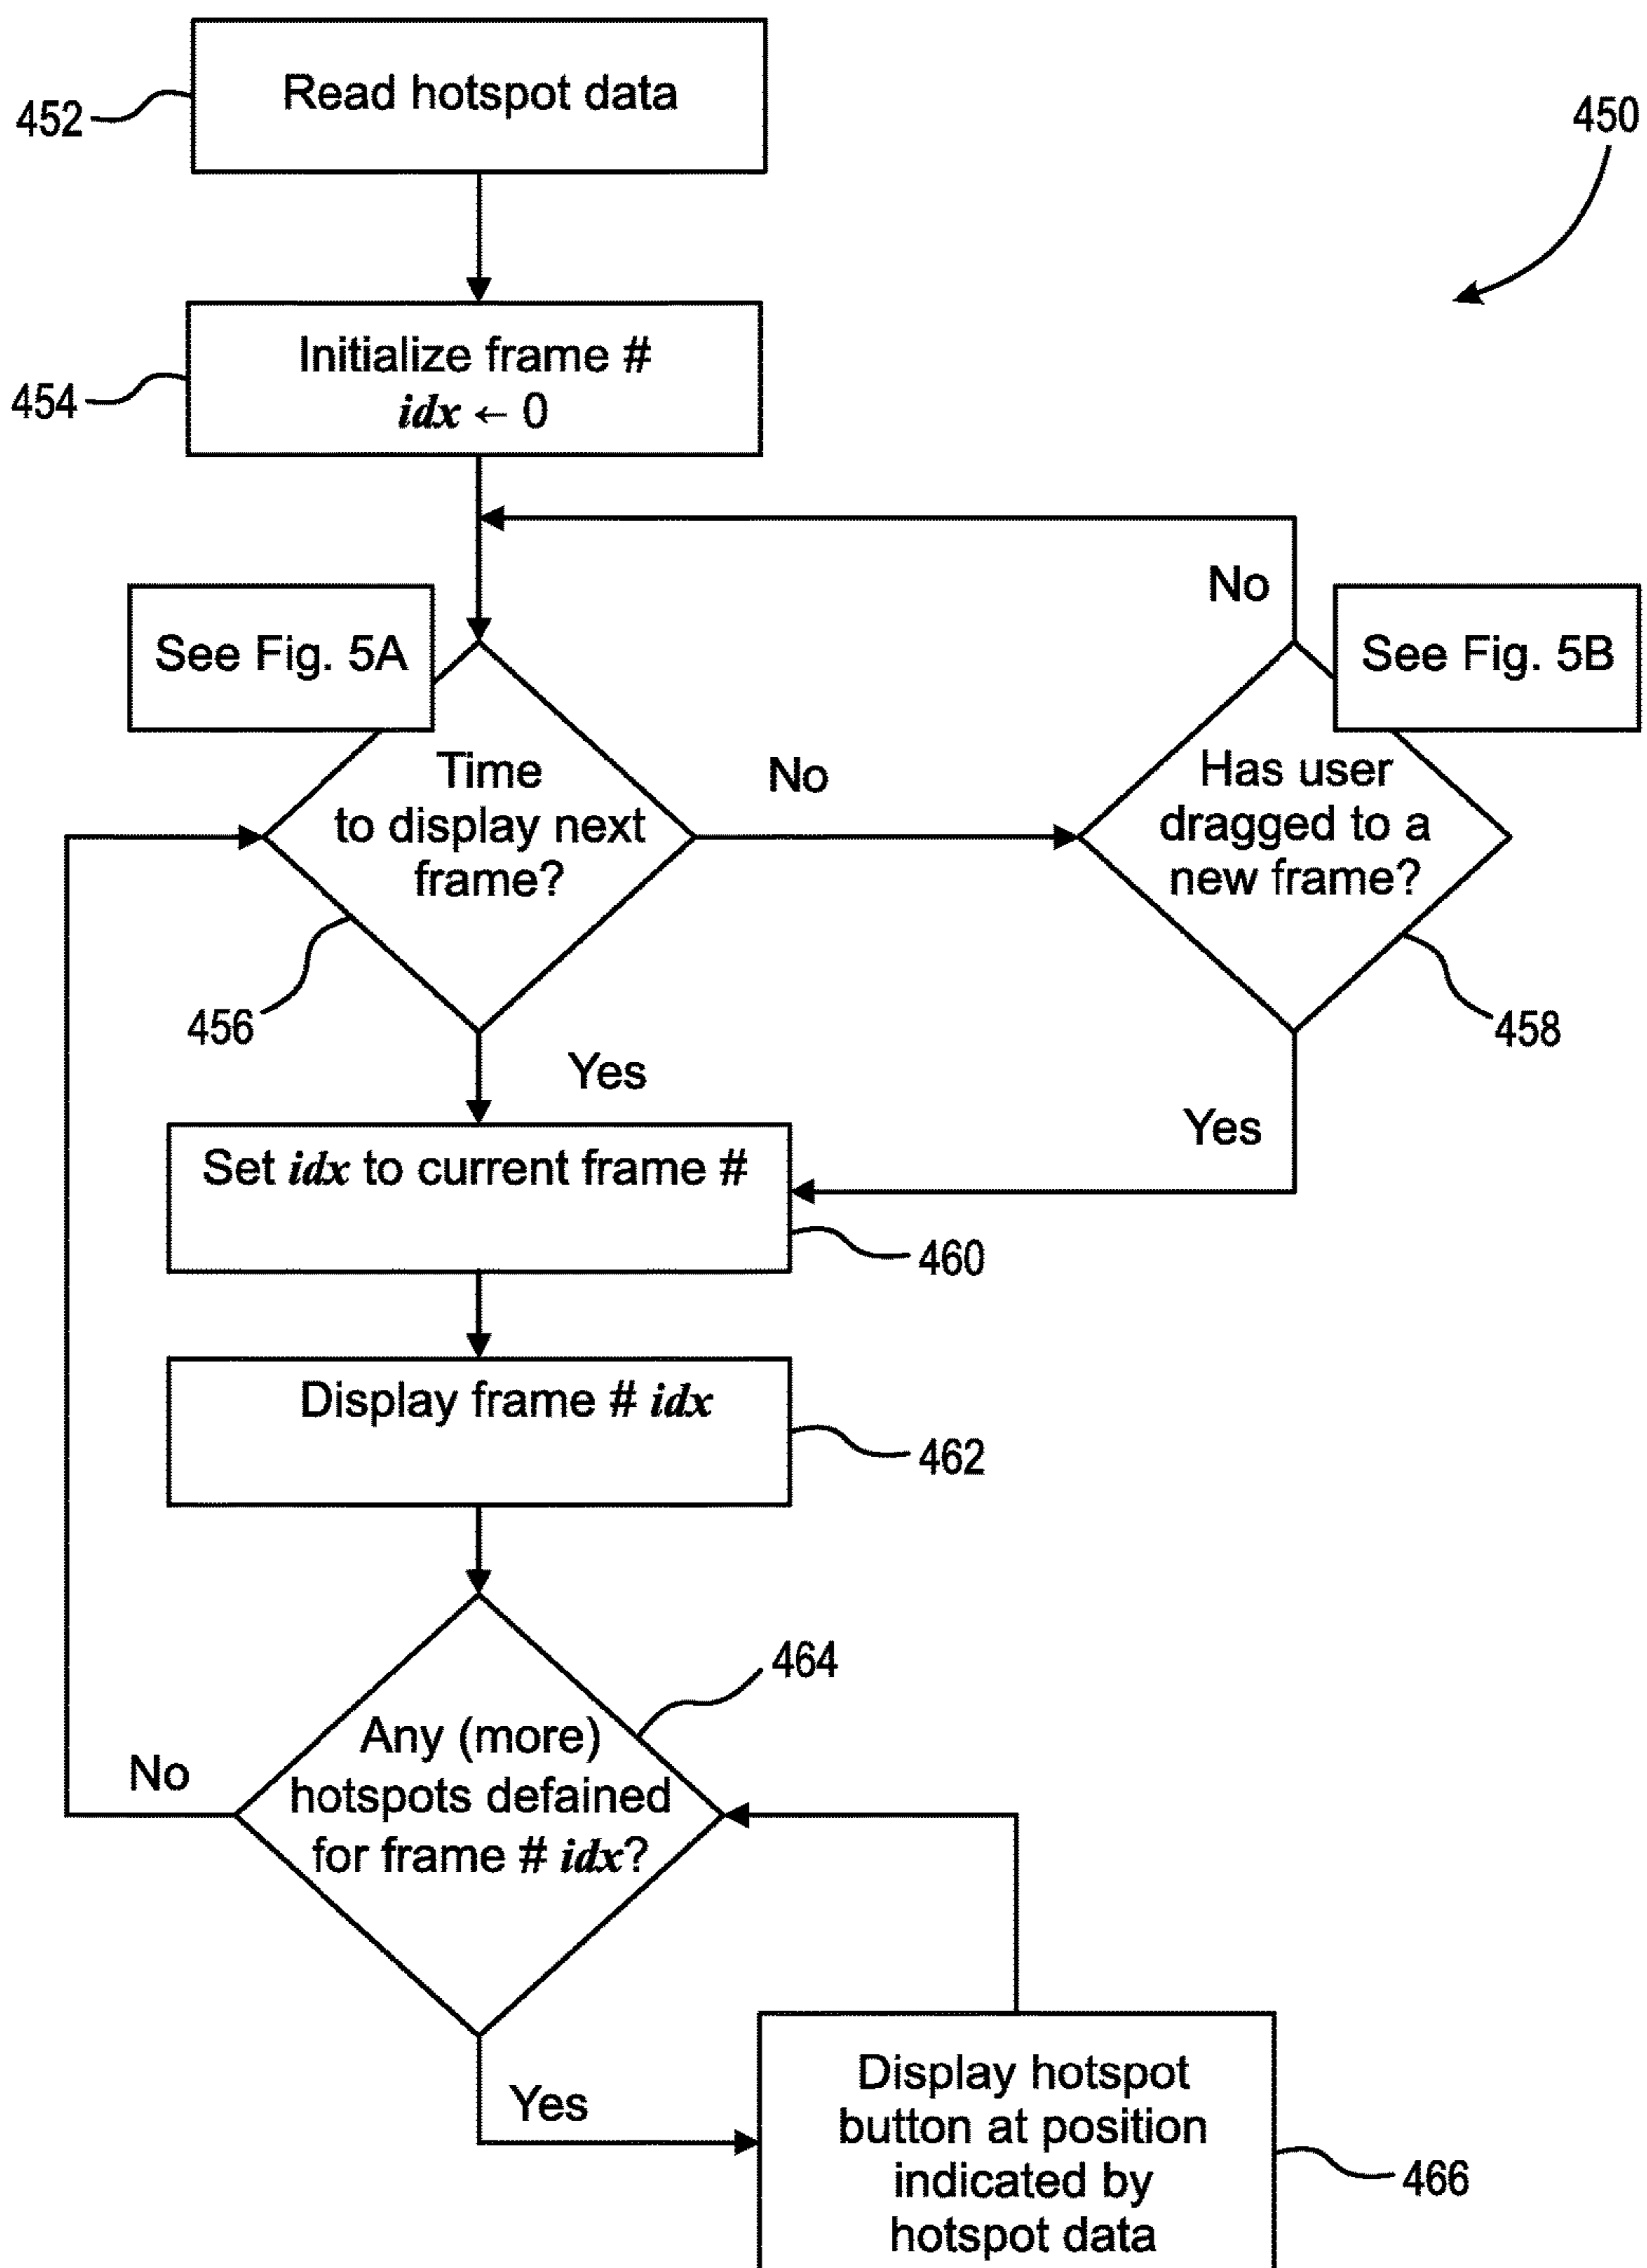 Read hotspot data
452
450
Initialize frame #
idx ← 0
454
No
See Fig. 5A
See Fig. 5B
Time
to display next
frame?
No
Has user
dragged to a
new frame?
456
458
Yes
Yes
Set idx to current frame #
460
Display frame # idx
462
464
Any (more)
hotspots defained
for frame # idx?
No
Yes
Display hotspot
button at position
indicated by
hotspot data
466